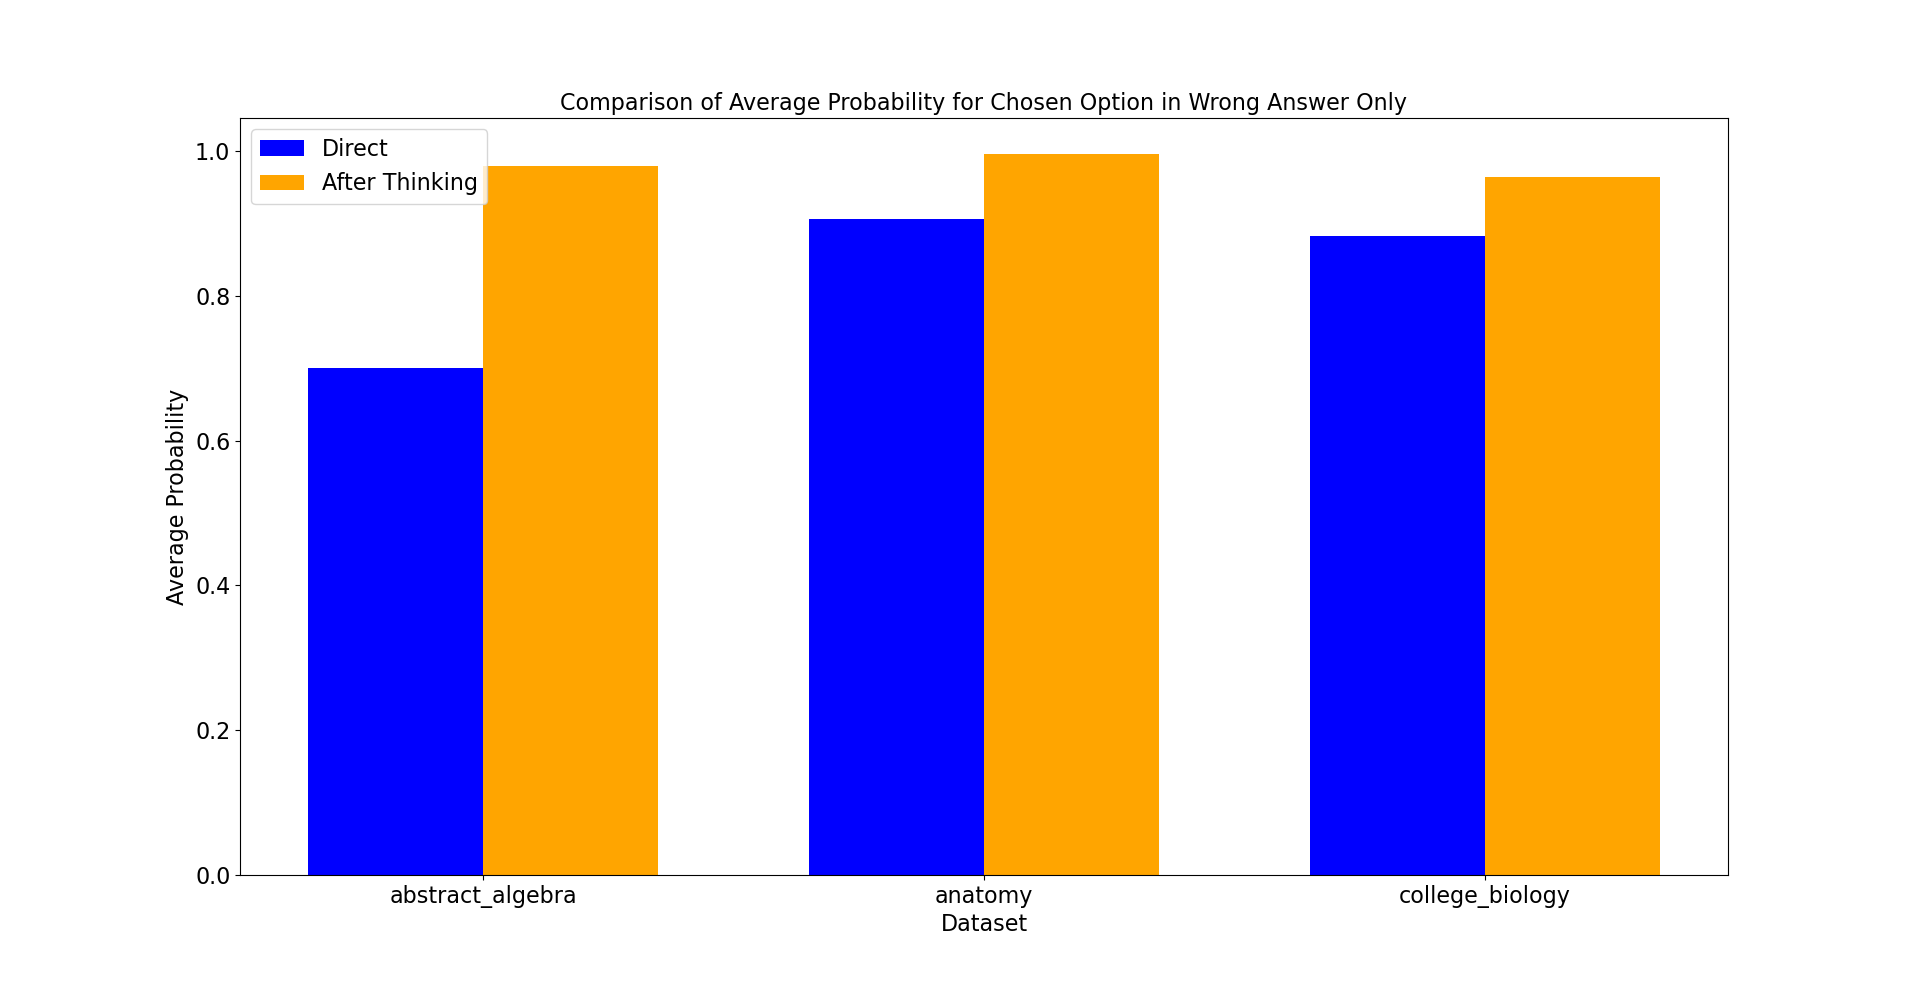 Comparison of Average Probability for Chosen Option in Wrong Answer Only
Direct
After Thinking
1.0
0.8
0.6
0.4
0.2
0.0
Average Probability
abstract_algebra
anatomy
college_biology
Dataset